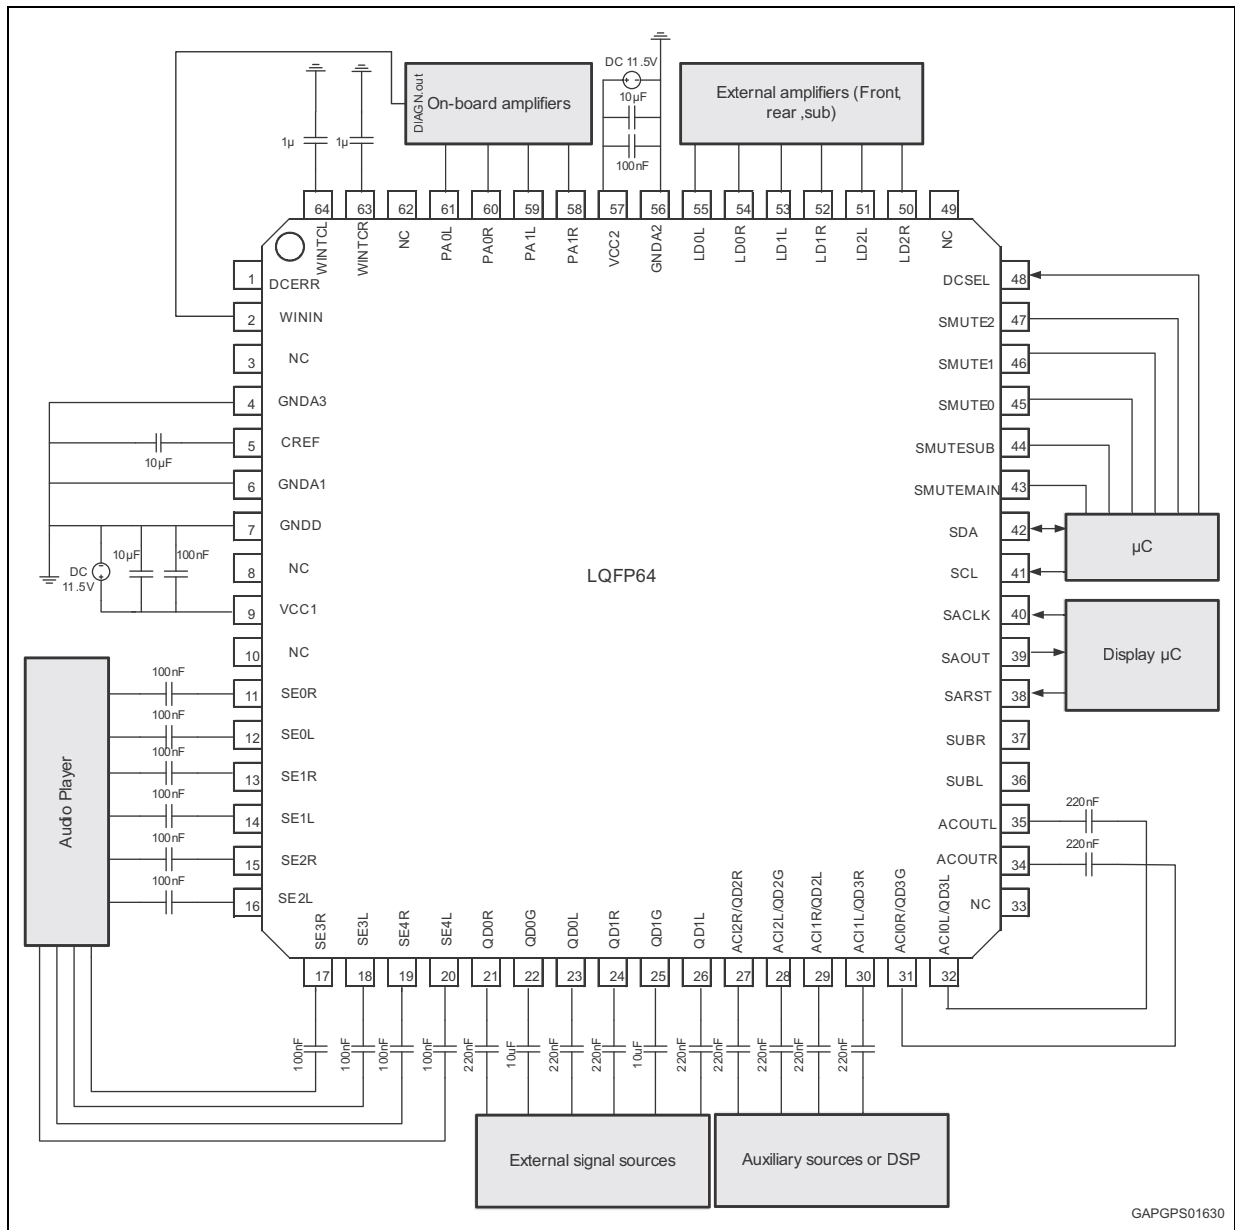 DC 11.5V
10µF
100nF
DIAGN.out
On-board amplifiers
External amplifiers (Front, rear ,sub)
1µ
1µ
64
63
62
61
60
59
58
57
56
55
54
53
52
51
50
49
WINTCL
WINTCR
NC
PA0L
PA0R
PA1L
PA1R
VCC2
GNDA2
LD0L
LD0R
LD1L
LD1R
LD2L
LD2R
NC
1
DCERR
2
WININ
3
NC
4
GNDA3
5
CREF
10µF
6
GNDA1
7
GNDD
8
NC
9
VCC1
DC
11.5V
10µF
100nF
10
NC
11
SE0R
12
SE0L
13
SE1R
14
SE1L
15
SE2R
16
SE2L
100nF
100nF
100nF
100nF
100nF
100nF
Audio Player
LQFP64
DCSEL
48
SMUTE2
47
SMUTE1
46
SMUTE0
45
SMUTESUB
44
SMUTEMAIN
43
SDA
42
SCL
41
SACLK
40
SAOUT
39
SARST
38
SUBR
37
SUBL
36
ACOUTL
35
ACOUTR
34
NC
33
µC
Display µC
220nF
220nF
SE3R
SE3L
SE4R
SE4L
QD0R
QD0G
QD0L
QD1R
QD1G
QD1L
ACI2R/QD2R
ACI2L/QD2G
ACI1R/QD2L
ACI1L/QD3R
ACI0R/QD3G
ACI0L/QD3L
17
18
19
20
21
22
23
24
25
26
27
28
29
30
31
32
100nF
100nF
100nF
100nF
220nF
10uF
220nF
220nF
10uF
220nF
220nF
220nF
220nF
220nF
External signal sources
Auxiliary sources or DSP
GAPGPS01630